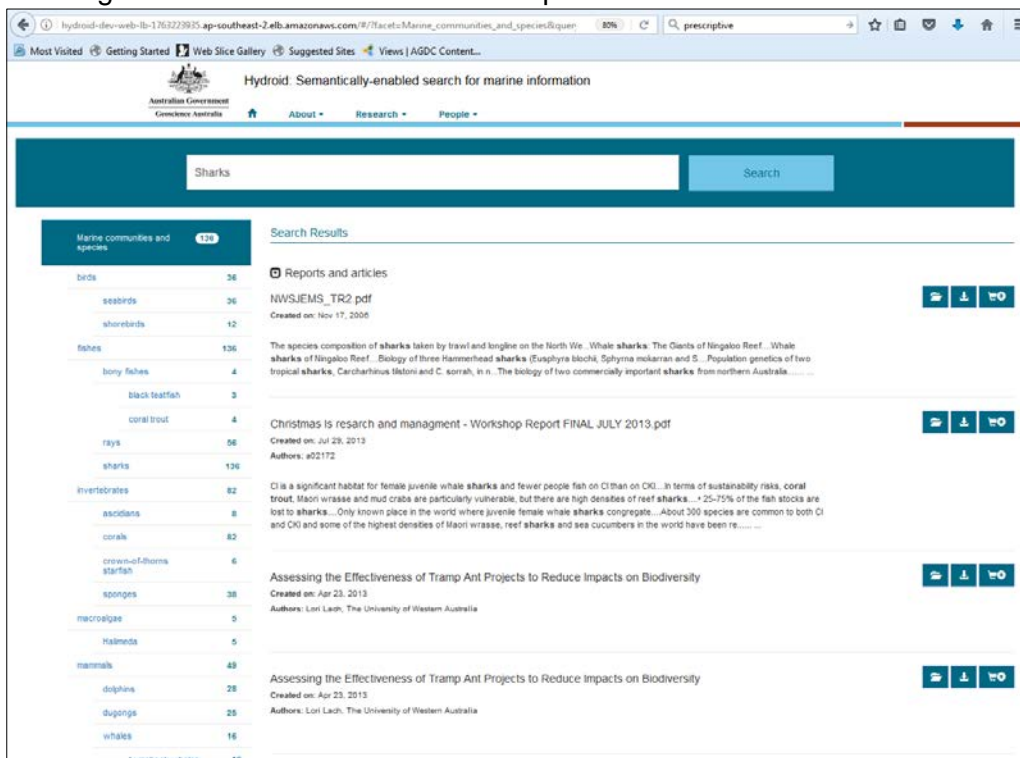 hydroid-dev-web-lb-1763223935.ap-southeast-2.elb.amazonaws.com/#/?facet=Marine_communities_and_species&quer
80%
prescriptive
Most Visited Getting Started Web Slice Gallery Suggested Sites Views | AGDC Content...
Hydroid: Semantically-enabled search for marine information
Australian Government
Geoscience Australia
About Research People
Sharks
Search
Marine communities and species 136
birds 36
seabirds 36
shorebirds 12
fishes 136
bony fishes 4
black teatfish 3
coral trout 4
rays 56
sharks 136
invertebrates 82
ascidians 8
corals 82
crown-of-thorns starfish 6
sponges 38
macroalgae 5
Halimeda 5
mammals 49
dolphins 28
dugongs 25
whales 16
Search Results
Reports and articles
NWSJEMS_TR2.pdf
Created on: Nov 17, 2006
The species composition of sharks taken by trawl and longline on the North We...Whale sharks: The Giants of Ningaloo Reef...Whale
sharks of Ningaloo Reef...Biology of three Hammerhead sharks (Eusphyra blochii, Sphyrna mokarran and S...Population genetics of two
tropical sharks, Carcharhinus tilstoni and C. sorrah, in n...The biology of two commercially important sharks from northern Australia.........
Christmas Is resarch and managment - Workshop Report FINAL JULY 2013.pdf
Created on: Jul 29, 2013
Authors: a02172
CI is a significant habitat for female juvenile whale sharks and fewer people fish on CI than on CKI...In terms of sustainability risks, coral
trout, Maori wrasse and mud crabs are particularly vulnerable, but there are high densities of reef sharks....• 25-75% of the fish stocks are
lost to sharks....Only known place in the world where juvenile female whale sharks congregate....About 300 species are common to both CI
and CKI and some of the highest densities of Maori wrasse, reef sharks and sea cucumbers in the world have been re.........
Assessing the Effectiveness of Tramp Ant Projects to Reduce Impacts on Biodiversity
Created on: Apr 23, 2013
Authors: Lori Lach, The University of Western Australia
Assessing the Effectiveness of Tramp Ant Projects to Reduce Impacts on Biodiversity
Created on: Apr 23, 2013
Authors: Lori Lach, The University of Western Australia